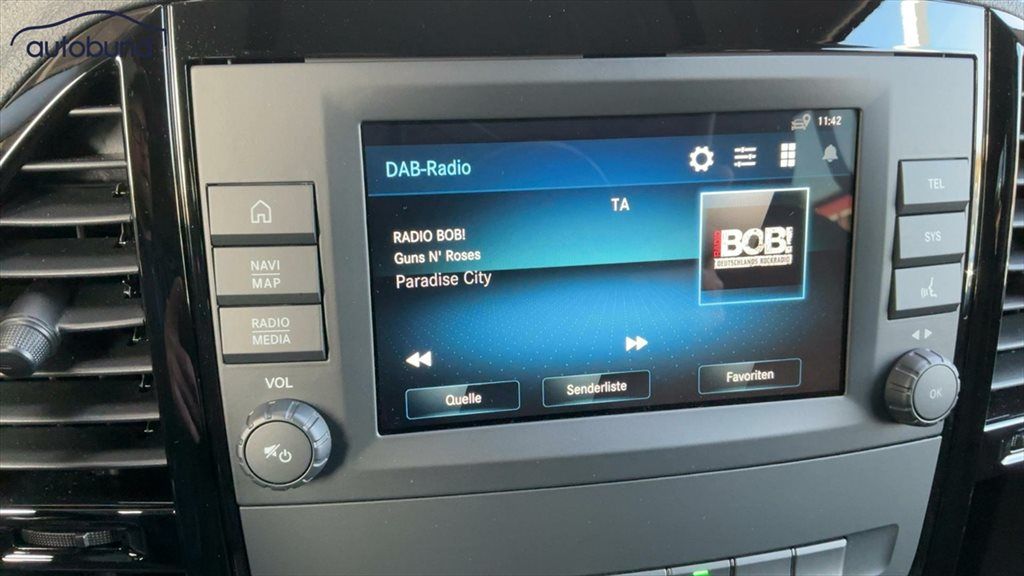 autobund
11:42
DAB-Radio
TA
RADIO BOB!
Guns N' Roses
Paradise City
RADIO
BOB!
DEUTSCHLANDS ROCKRADIO
Quelle
Senderliste
Favoriten
NAVI
MAP
RADIO
MEDIA
VOL
TEL
SYS
OK